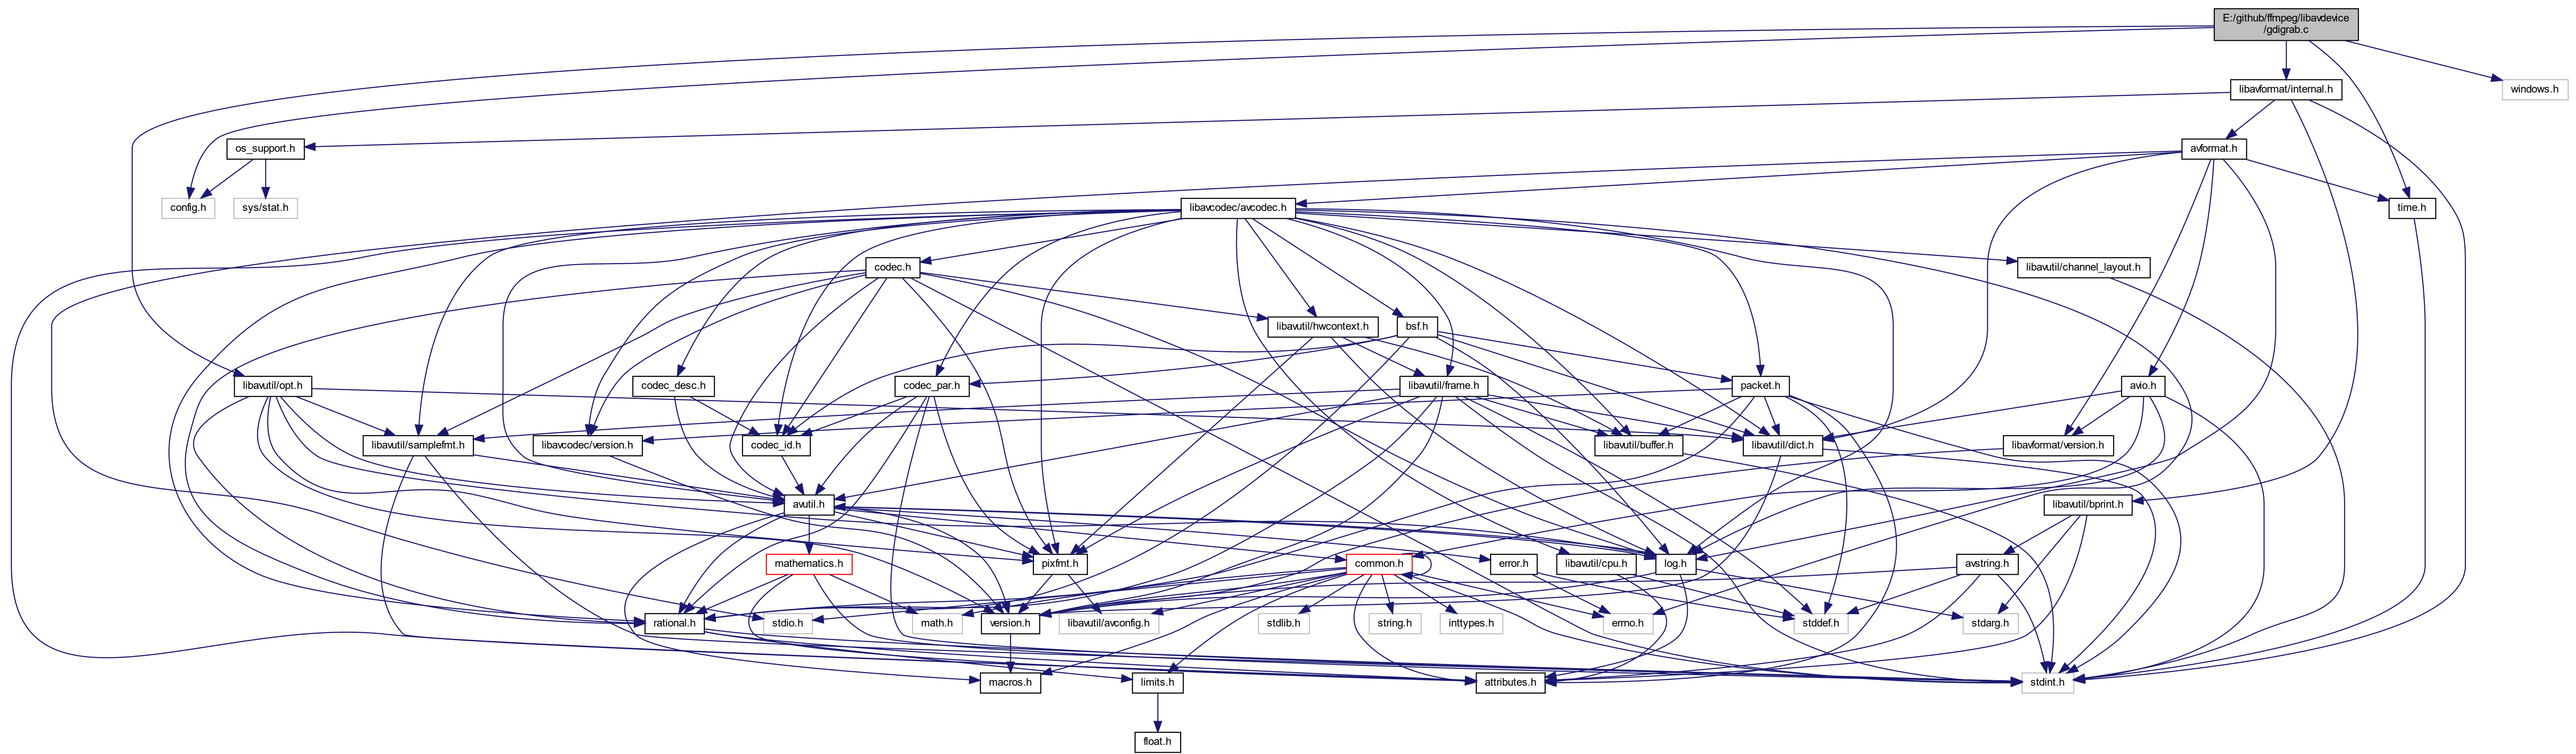 E:/github/ffmpeg/libavdevice
/gdigrab.c
libavformat/internal.h
windows.h
os_support.h
avformat.h
config.h
sys/stat.h
libavcodec/avcodec.h
time.h
codec.h
libavutil/channel_layout.h
libavutil/hwcontext.h
bsf.h
libavutil/opt.h
codec_desc.h
codec_par.h
libavutil/frame.h
packet.h
avio.h
libavutil/samplefmt.h
libavcodec/version.h
codec_id.h
libavutil/buffer.h
libavutil/dict.h
libavformat/version.h
avutil.h
libavutil/bprint.h
mathematics.h
pixfmt.h
common.h
error.h
libavutil/cpu.h
log.h
avstring.h
rational.h
stdio.h
math.h
version.h
libavutil/avconfig.h
stdlib.h
string.h
inttypes.h
errno.h
stddef.h
stdarg.h
macros.h
limits.h
attributes.h
stdint.h
float.h